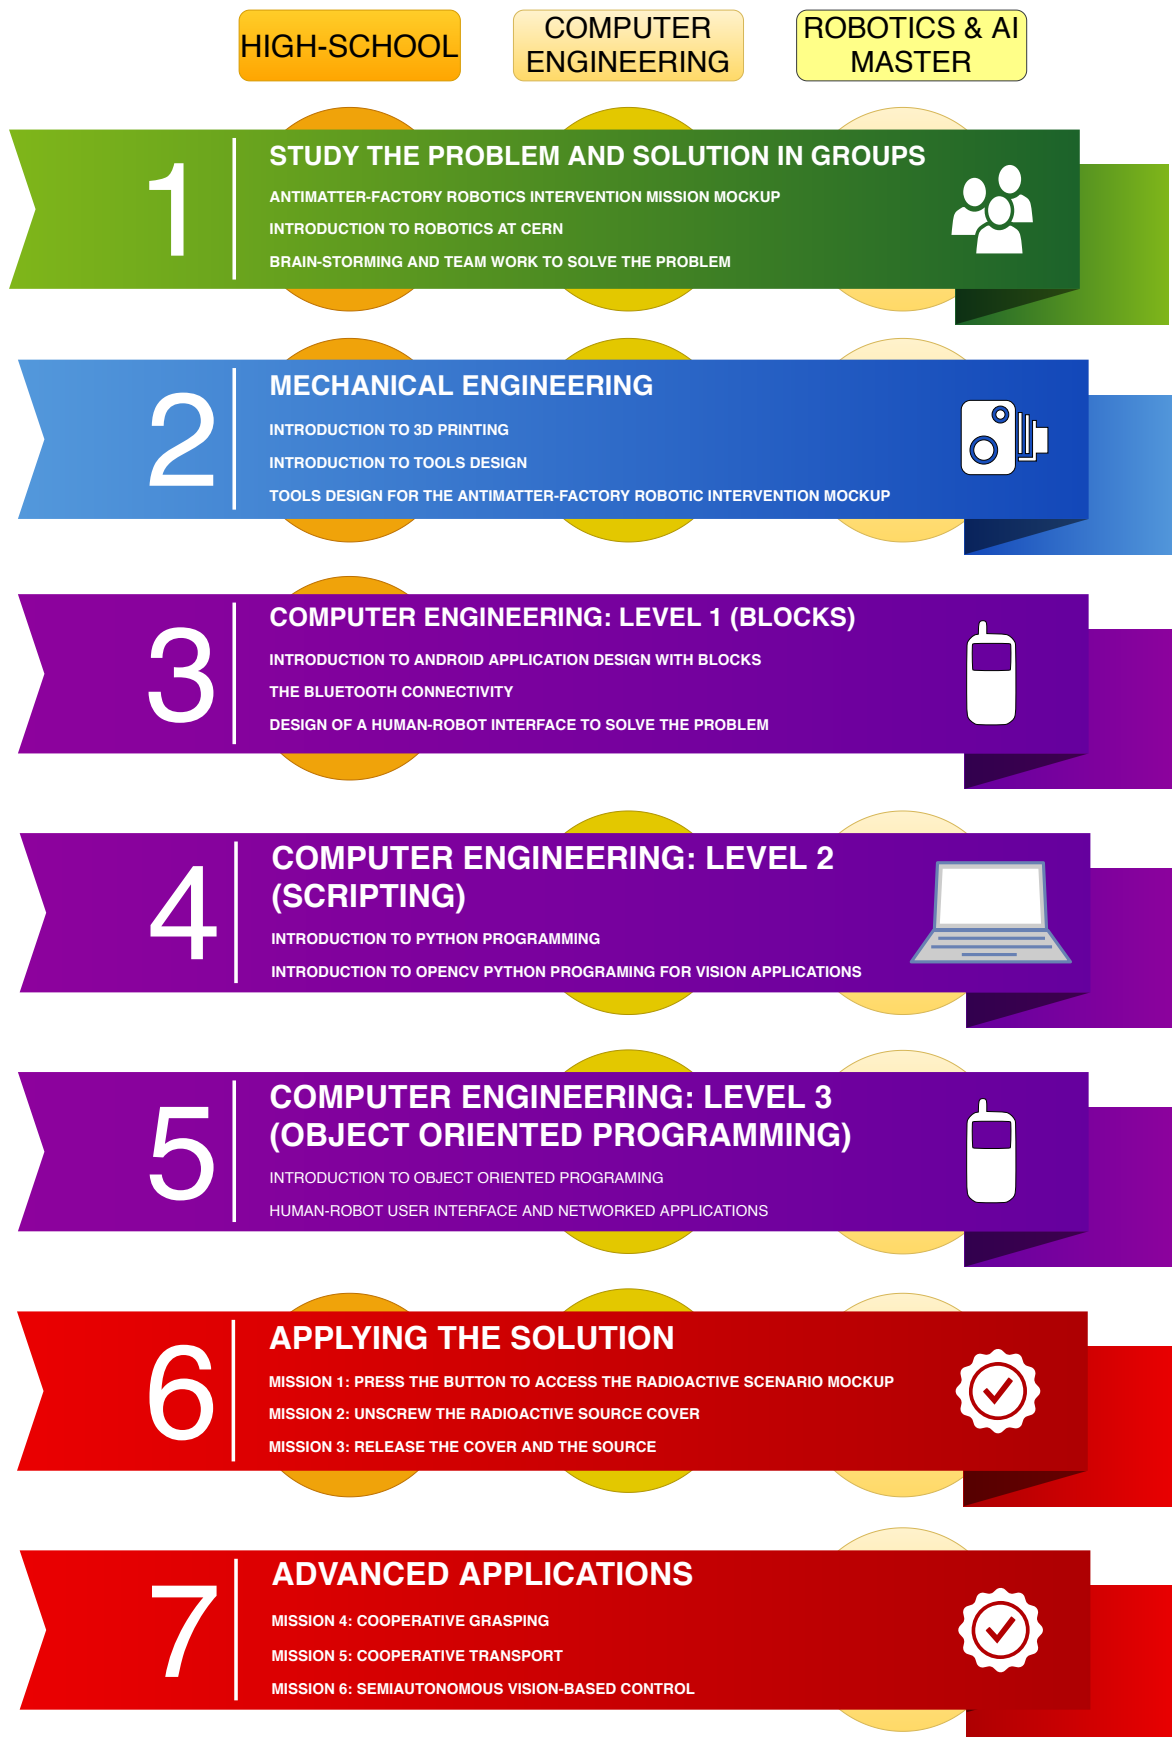 HIGH-SCHOOL
COMPUTER
ENGINEERING
ROBOTICS & AI
MASTER
1
STUDY THE PROBLEM AND SOLUTION IN GROUPS
ANTIMATTER-FACTORY ROBOTICS INTERVENTION MISSION MOCKUP
INTRODUCTION TO ROBOTICS AT CERN
BRAIN-STORMING AND TEAM WORK TO SOLVE THE PROBLEM
2
MECHANICAL ENGINEERING
INTRODUCTION TO 3D PRINTING
INTRODUCTION TO TOOLS DESIGN
TOOLS DESIGN FOR THE ANTIMATTER-FACTORY ROBOTIC INTERVENTION MOCKUP
3
COMPUTER ENGINEERING: LEVEL 1 (BLOCKS)
INTRODUCTION TO ANDROID APPLICATION DESIGN WITH BLOCKS
THE BLUETOOTH CONNECTIVITY
DESIGN OF A HUMAN-ROBOT INTERFACE TO SOLVE THE PROBLEM
4
COMPUTER ENGINEERING: LEVEL 2
(SCRIPTING)
INTRODUCTION TO PYTHON PROGRAMMING
INTRODUCTION TO OPENCV PYTHON PROGRAMING FOR VISION APPLICATIONS
5
COMPUTER ENGINEERING: LEVEL 3
(OBJECT ORIENTED PROGRAMMING)
INTRODUCTION TO OBJECT ORIENTED PROGRAMING
HUMAN-ROBOT USER INTERFACE AND NETWORKED APPLICATIONS
6
APPLYING THE SOLUTION
MISSION 1: PRESS THE BUTTON TO ACCESS THE RADIOACTIVE SCENARIO MOCKUP
MISSION 2: UNSCREW THE RADIOACTIVE SOURCE COVER
MISSION 3: RELEASE THE COVER AND THE SOURCE
7
ADVANCED APPLICATIONS
MISSION 4: COOPERATIVE GRASPING
MISSION 5: COOPERATIVE TRANSPORT
MISSION 6: SEMIAUTONOMOUS VISION-BASED CONTROL